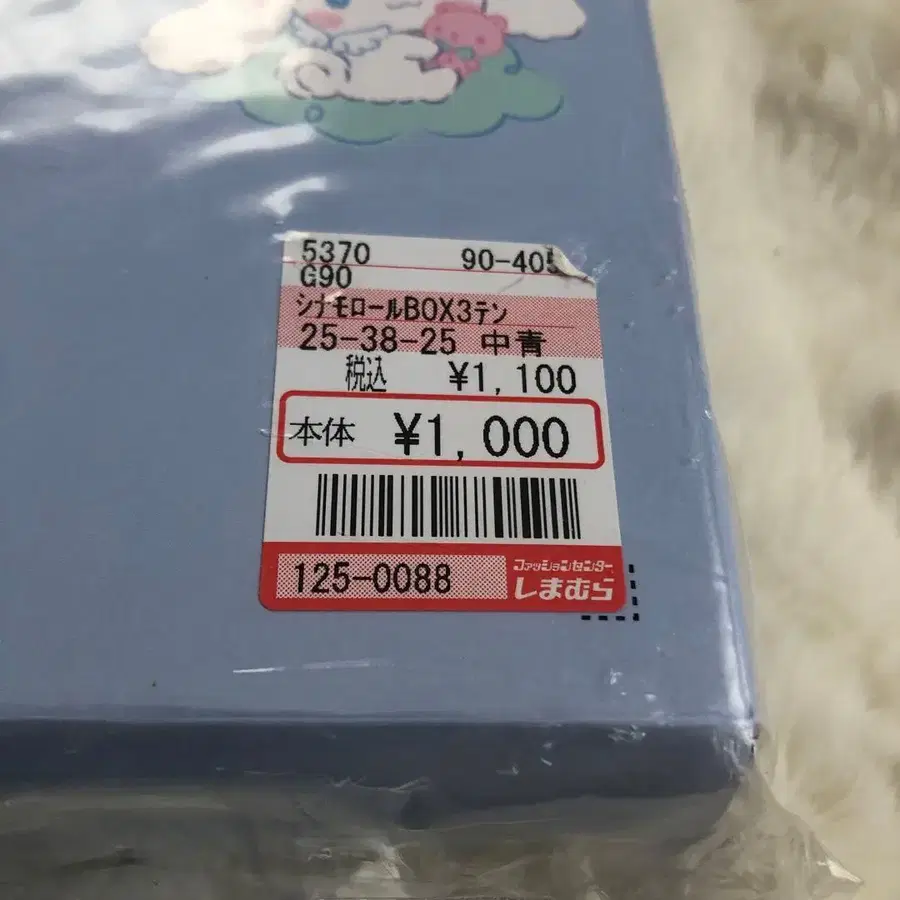 5370 90-405
G90
シナモロールBOX3テン
25-38-25 中青
税込 ¥1,100
本体 ¥1,000
125-0088
ファッションセンター
しまむら